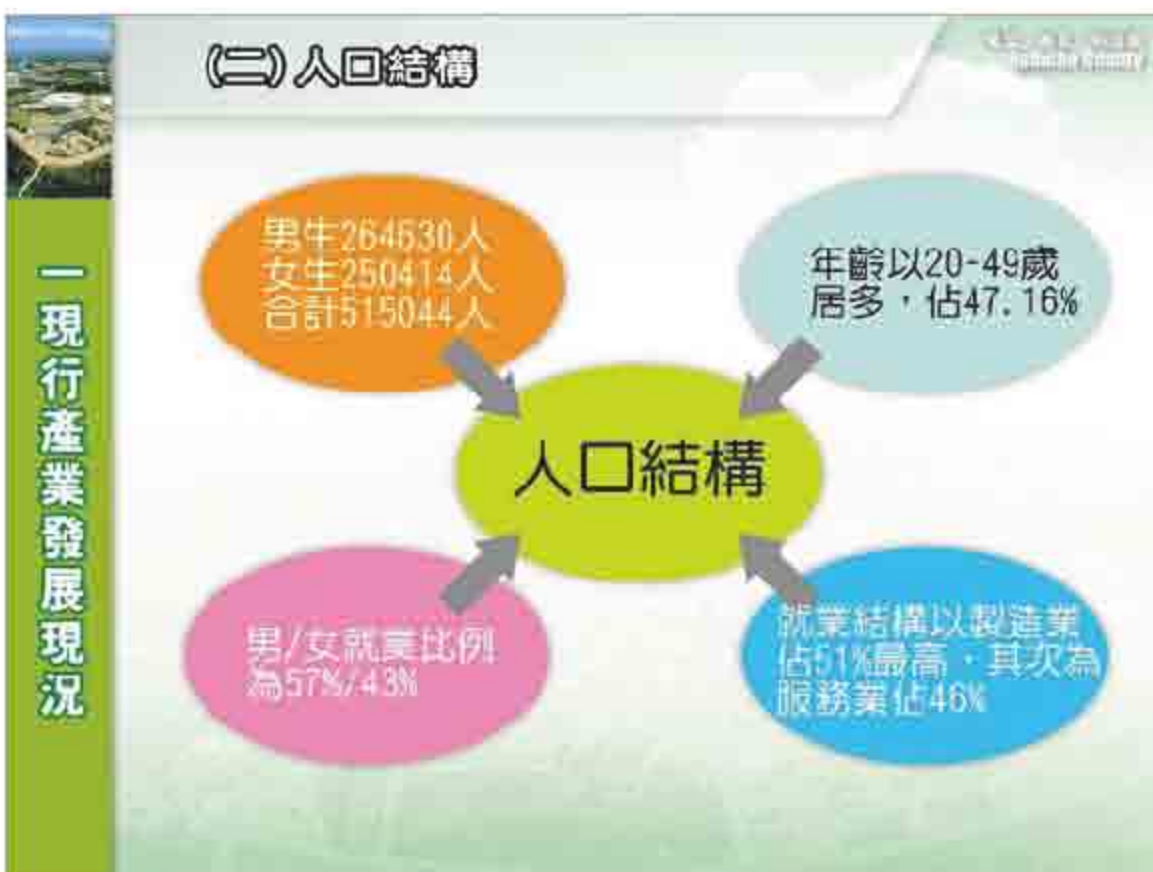 (二)人口結構
一現行產業發展現況
男生264630人
女生250414人
合計515044人
年齡以20-49歲
居多，佔47.16%
人口結構
男/女就業比例
為57%/43%
就業結構以製造業
佔51%最高，其次為
服務業佔46%